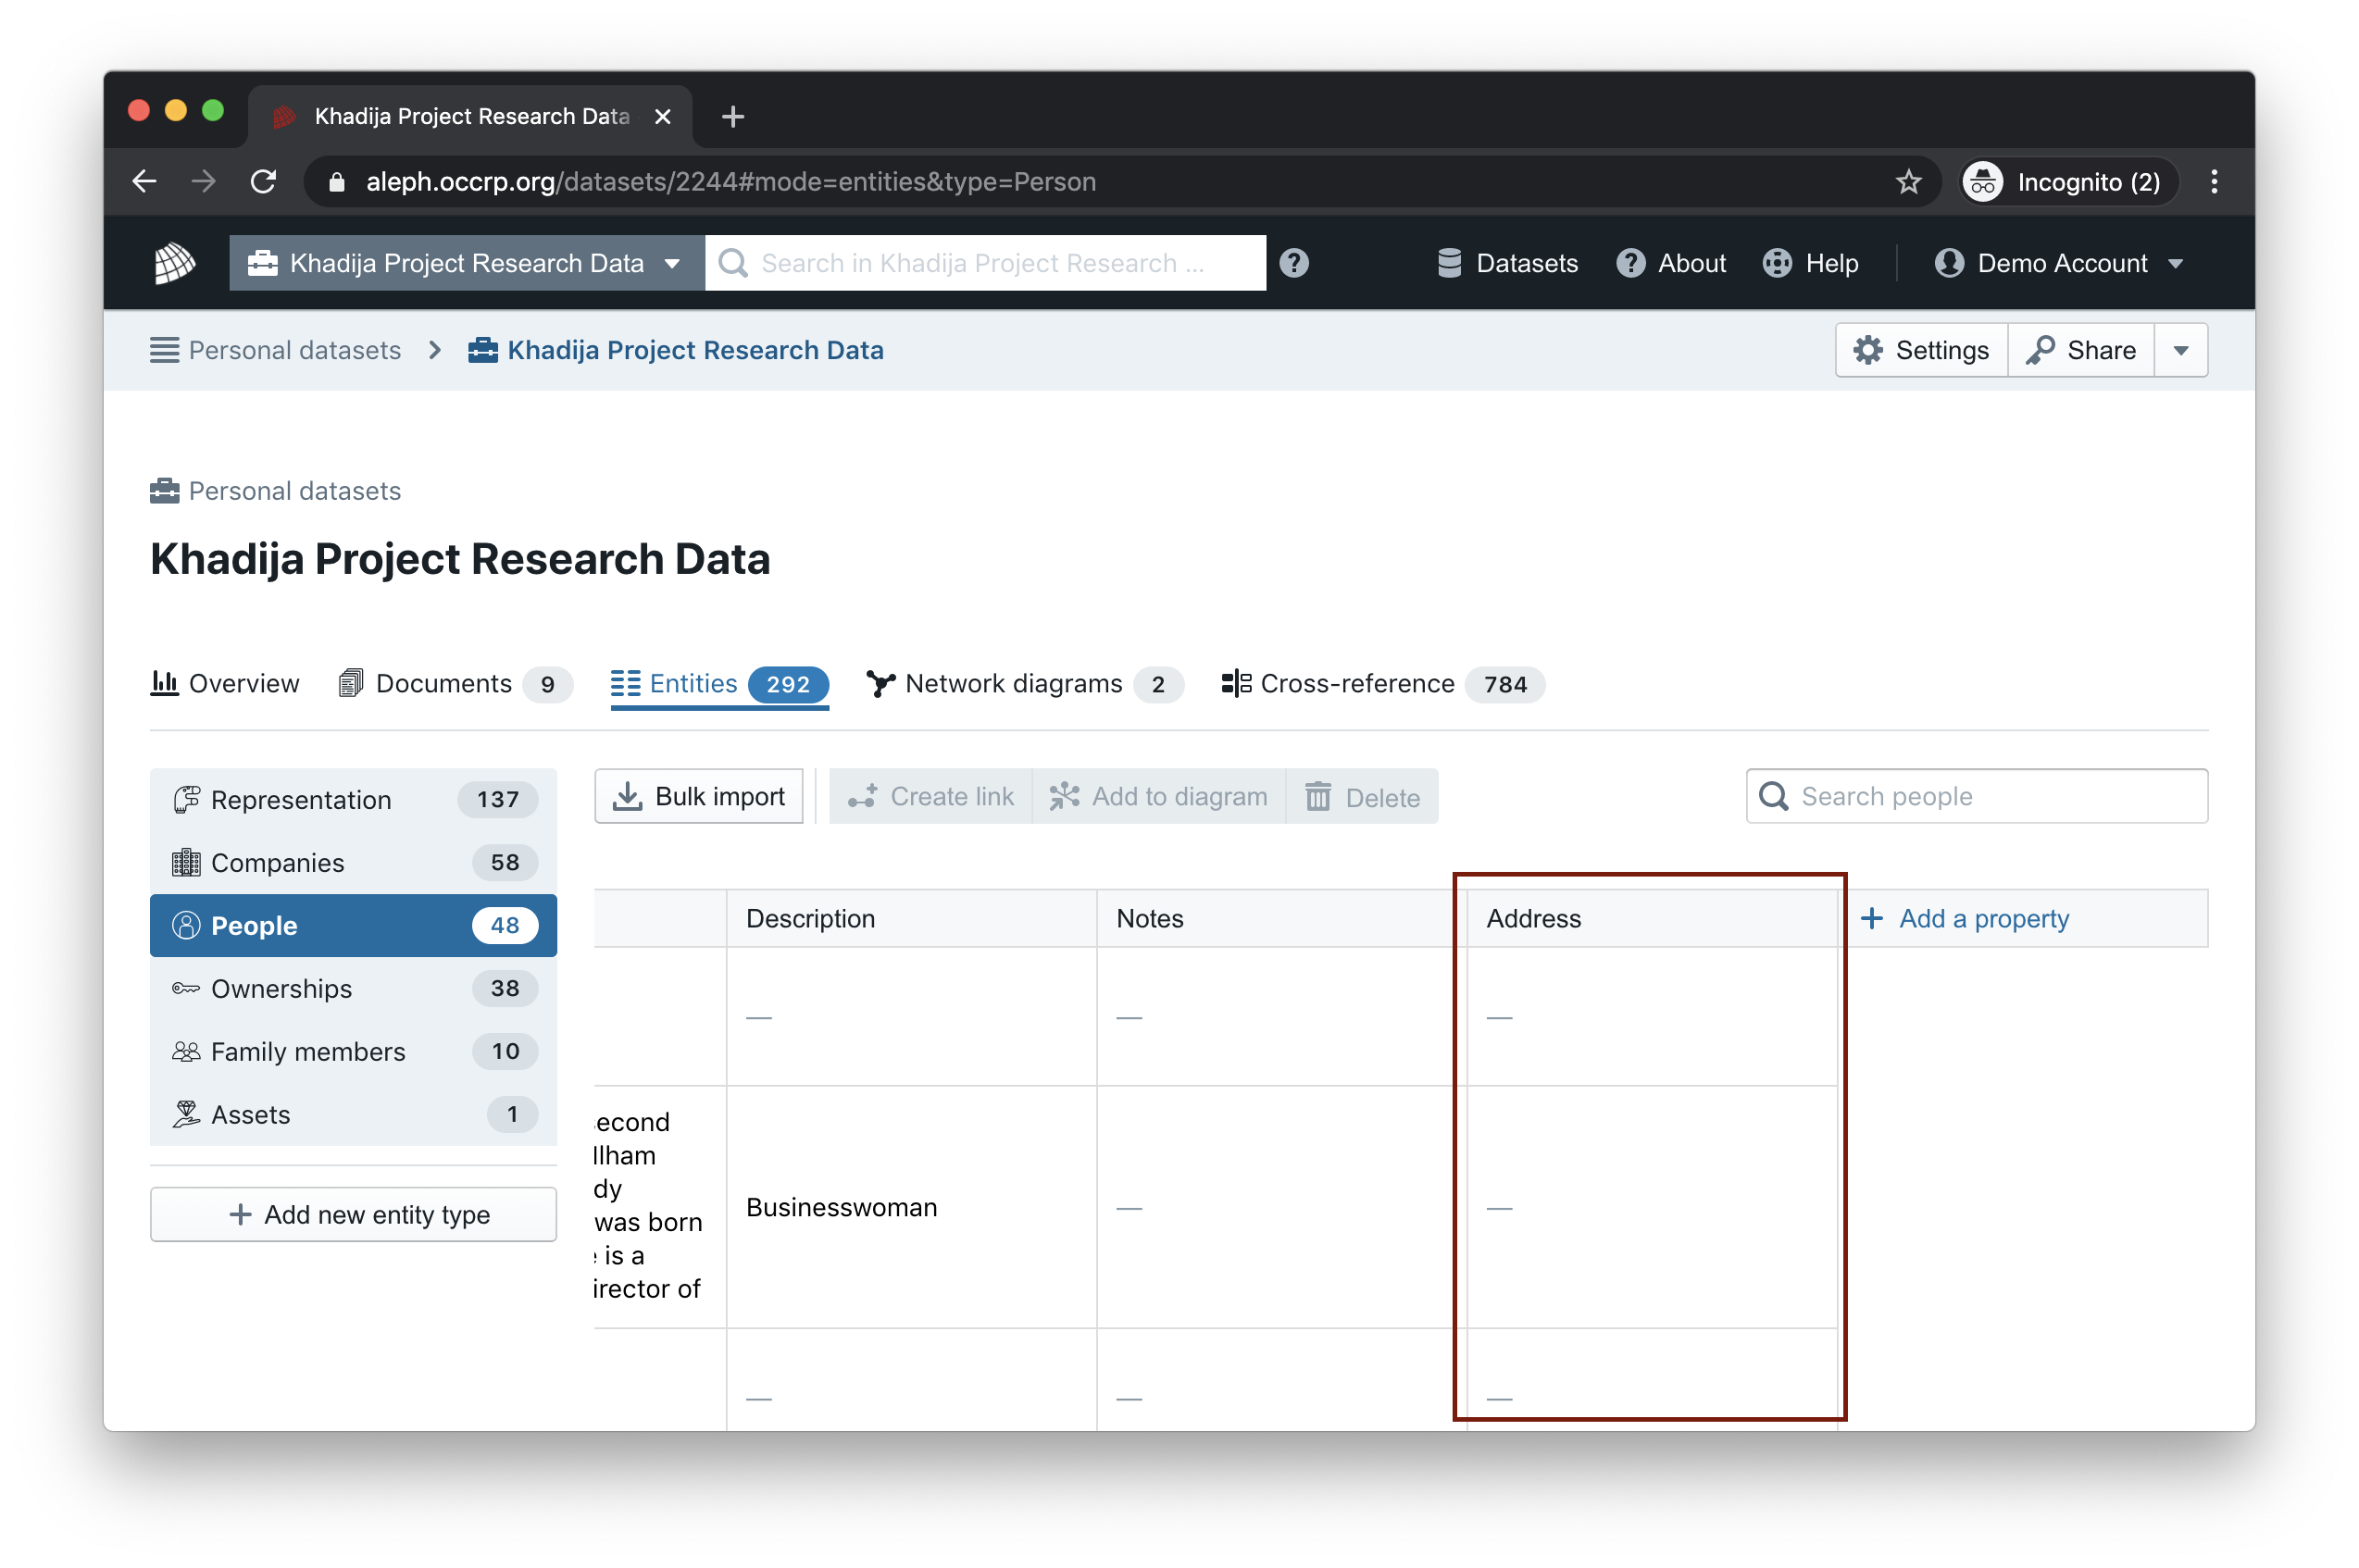 Khadija Project Research Data
aleph.occrp.org/datasets/2244#mode=entities&type=Person
Incognito (2)
Khadija Project Research Data
Search in Khadija Project Research ...
Datasets
About
Help
Demo Account
Personal datasets
Khadija Project Research Data
Settings
Share
Personal datasets
Khadija Project Research Data
Overview
Documents 9
Entities 292
Network diagrams 2
Cross-reference 784
Representation 137
Companies 58
People 48
Ownerships 38
Family members 10
Assets 1
+ Add new entity type
Bulk import
Create link
Add to diagram
Delete
Search people
Description
Notes
Address
+ Add a property
—
—
—
econd
lham
dy
was born
is a
irector of
Businesswoman
—
—
—
—
—